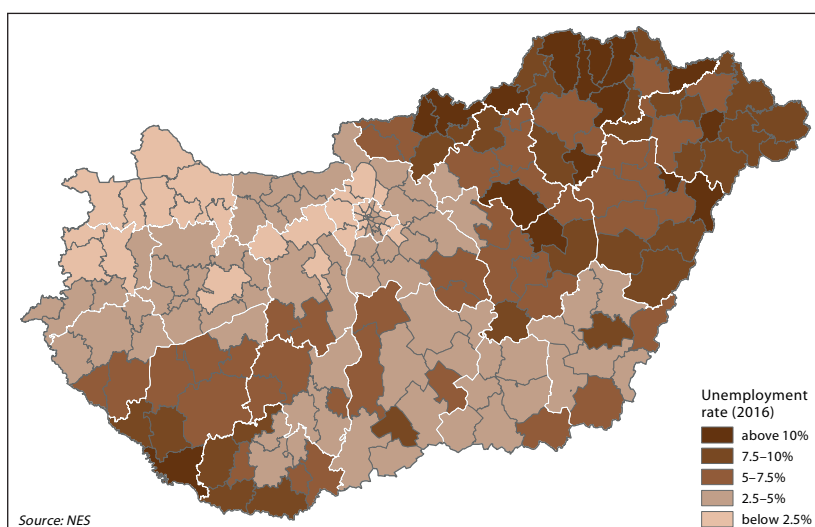 Unemployment
rate (2016)
above 10%
7.5–10%
5–7.5%
2.5–5%
below 2.5%
Source: NES